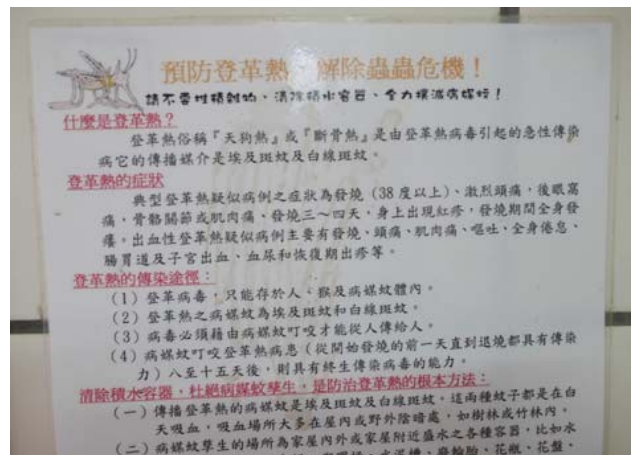 預防登革熱 解除蟲蟲危機！
請不要堆積雜物、清除積水容器、全力撲滅病媒蚊！
什麼是登革熱？
登革熱俗稱『天狗熱』或『斷骨熱』是由登革熱病毒引起的急性傳染
病它的傳播媒介是埃及斑蚊及白線斑蚊。
登革熱的症狀
典型登革熱疑似病例之症狀為發燒（38度以上）、激烈頭痛，後眼窩
痛，骨骼關節或肌肉痛、發燒三～四天，身上出現紅疹，發燒期間全身發
癢。出血性登革熱疑似病例主要有發燒、頭痛、肌肉痛、嘔吐、全身倦怠、
腸胃道及子宮出血、血尿和恢復期出疹等。
登革熱的傳染途徑：
（1）登革病毒，只能存於人、猴及病媒蚊體內。
（2）登革熱之病媒蚊為埃及斑蚊和白線斑蚊。
（3）病毒必須藉由病媒蚊叮咬才能從人傳給人。
（4）病媒蚊叮咬登革熱病患（從開始發燒的前一天直到退燒都具有傳染
力）八至十五天後，則具有終生傳染病毒的能力。
清除積水容器，杜絕病媒蚊孳生，是防治登革熱的根本方法：
（一）傳播登革熱的病媒蚊是埃及斑蚊及白線斑蚊。這兩種蚊子都是在白
天吸血，吸血場所大多在屋內或野外陰暗處，如樹林或竹林內。
（二）病媒蚊孳生的場所為家屋內外或家屋附近盛水之各種容器，比如水
廢輪胎、花瓶、花盤、